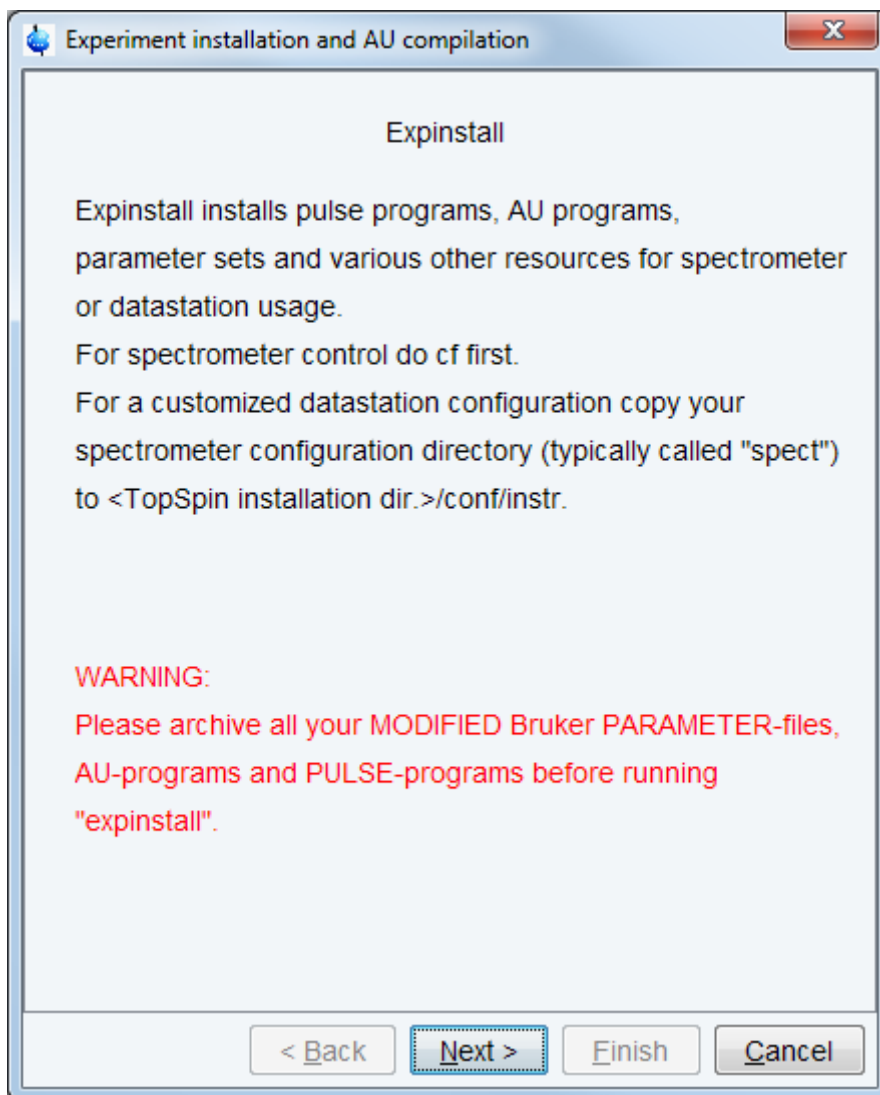 Experiment installation and AU compilation
Expinstall
Expinstall installs pulse programs, AU programs,
parameter sets and various other resources for spectrometer
or datastation usage.
For spectrometer control do cf first.
For a customized datastation configuration copy your
spectrometer configuration directory (typically called "spect")
to <TopSpin installation dir.>/conf/instr.
WARNING:
Please archive all your MODIFIED Bruker PARAMETER-files,
AU-programs and PULSE-programs before running
"expinstall".
< Back Next > Finish Cancel